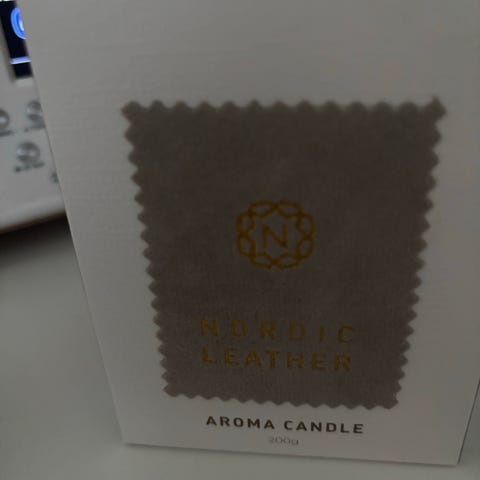 N
NORDIC
LEATHER
AROMA CANDLE
200g